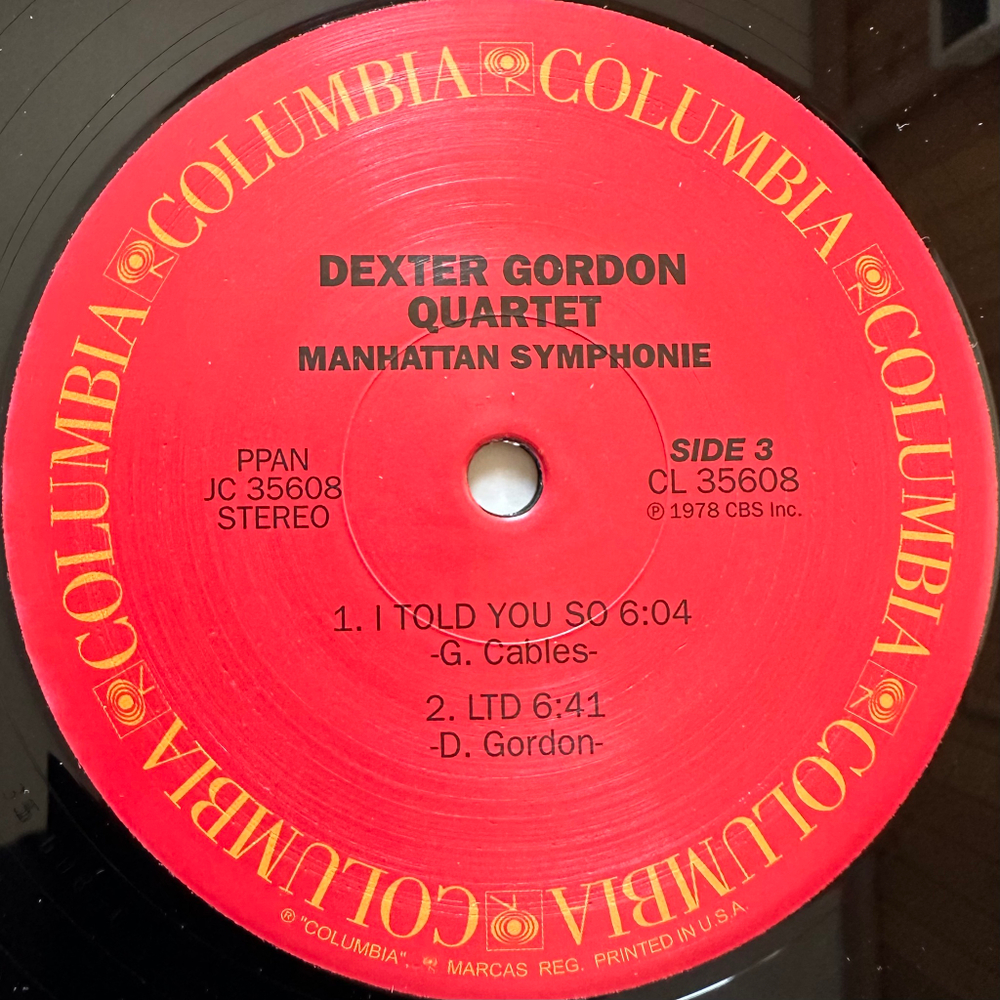 COLUMBIA COLUMBIA COLUMBIA COLUMBIA COLUMBIA COLUMBIA
DEXTER GORDON
QUARTET
MANHATTAN SYMPHONIE
PPAN
JC 35608
STEREO
SIDE 3
CL 35608
℗ 1978 CBS Inc.
1. I TOLD YOU SO 6:04
-G. Cables-
2. LTD 6:41
-D. Gordon-
® "COLUMBIA", MARCAS REG. PRINTED IN U.S.A.